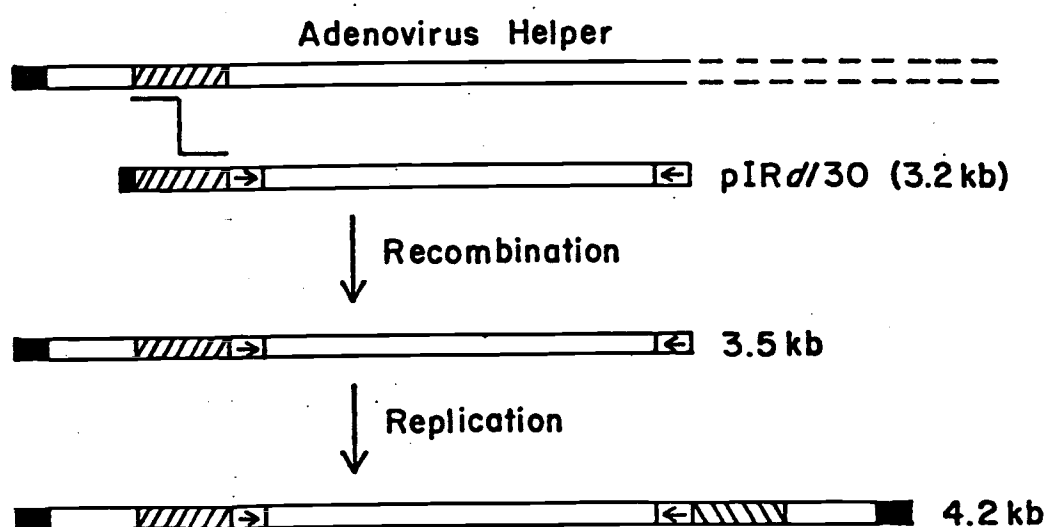 Adenovirus Helper
pIRdl30 (3.2 kb)
Recombination
3.5 kb
Replication
4.2 kb